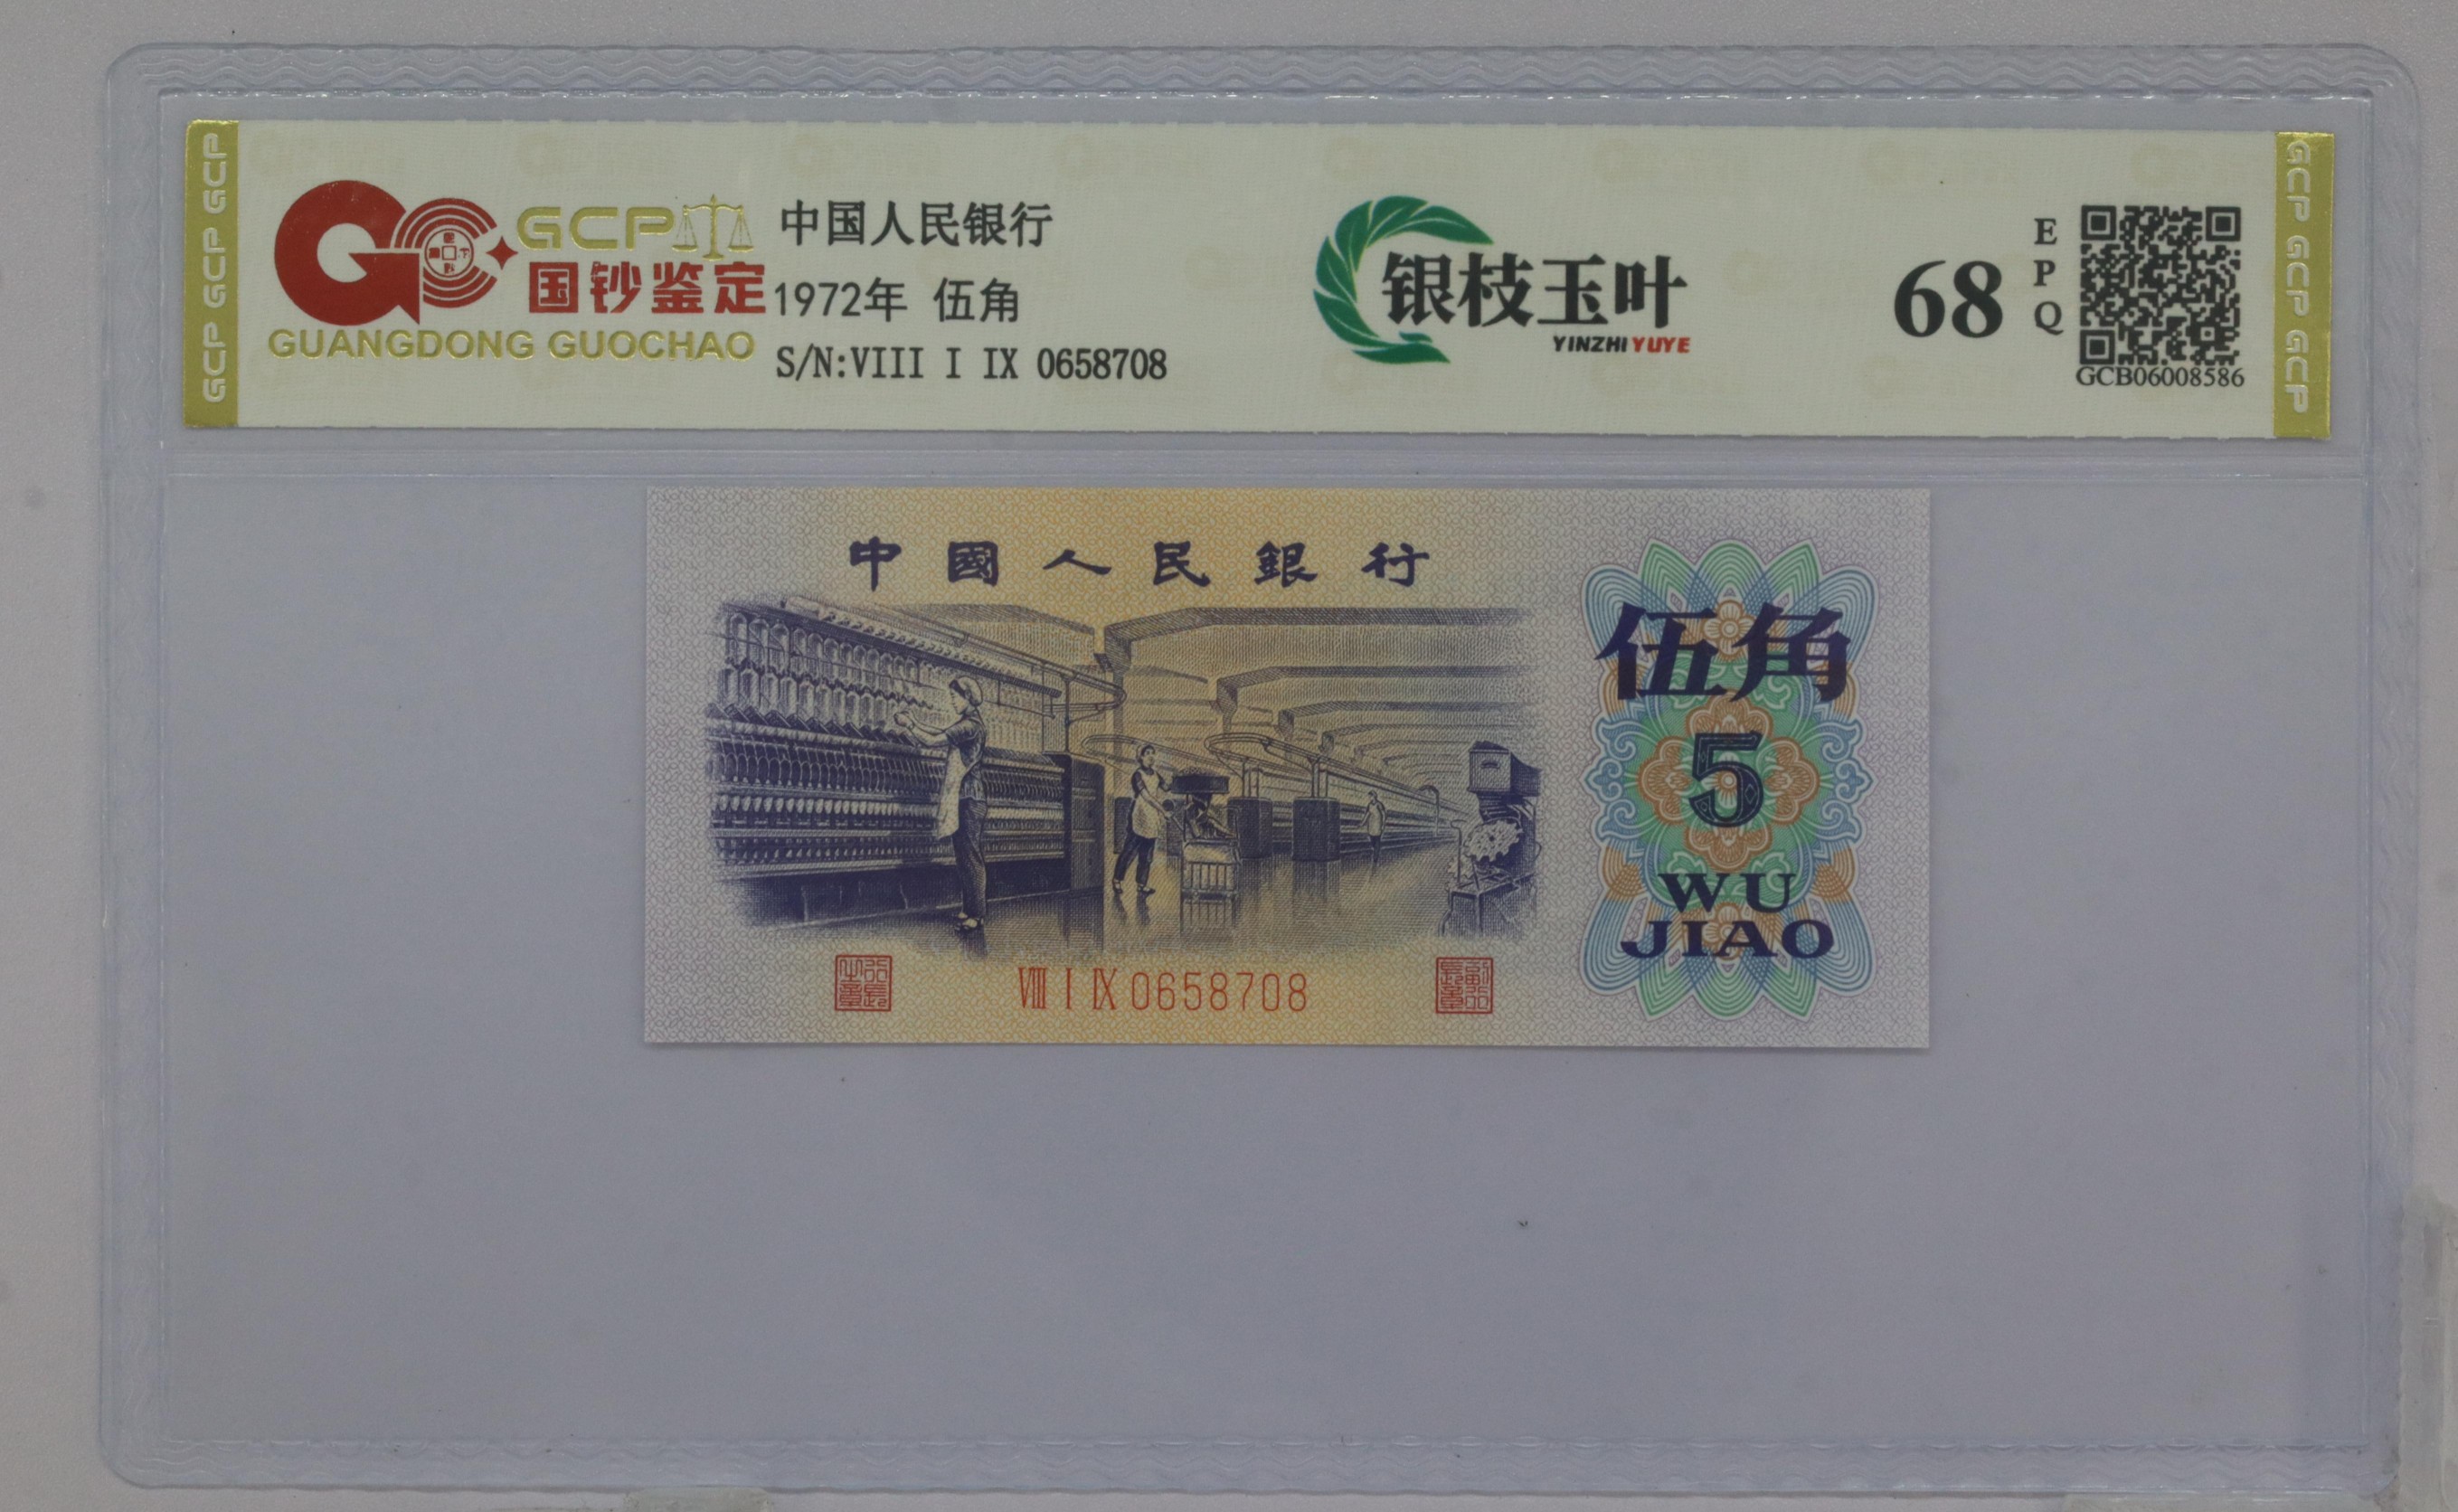 GCP GCP GCP
GCP
国钞鉴定
GUANGDONG GUOCHAO
中国人民银行
1972年 伍角
S/N:VIII I IX 0658708
银枝玉叶
YINZHI YUYE
68
EPQ
GCB06008586
GCP GCP GCP
中國人民銀行
伍角
5
WU
JIAO
VIII I IX 0658708